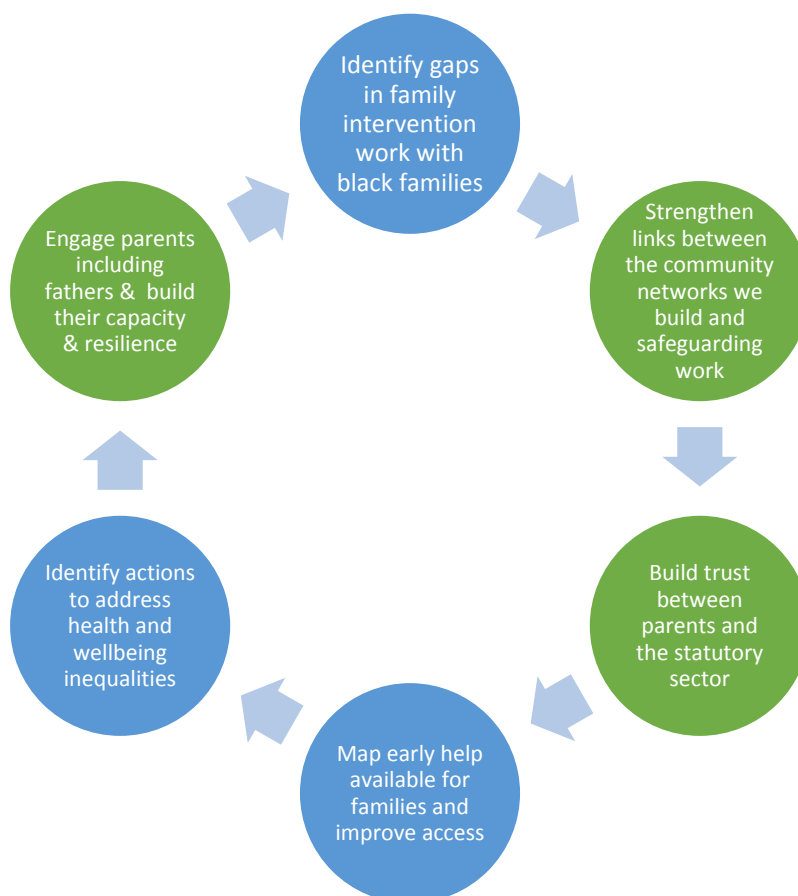 Identify gaps
in family
intervention
work with
black families
Strengthen
links between
the community
networks we
build and
safeguarding
work
Build trust
between
parents and
the statutory
sector
Map early help
available for
families and
improve access
Identify actions
to address
health and
wellbeing
inequalities
Engage parents
including
fathers &  build
their capacity
& resilience